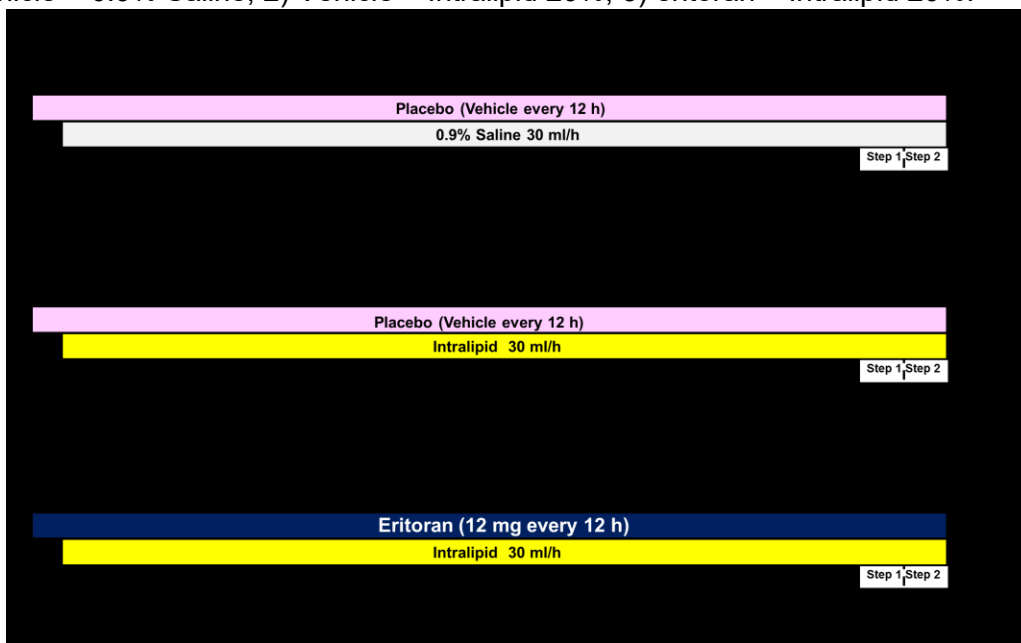 Placebo (Vehicle every 12 h)
0.9% Saline 30 ml/h
Step 1 Step 2
Placebo (Vehicle every 12 h)
Intralipid 30 ml/h
Step 1 Step 2
Eritoran (12 mg every 12 h)
Intralipid 30 ml/h
Step 1 Step 2